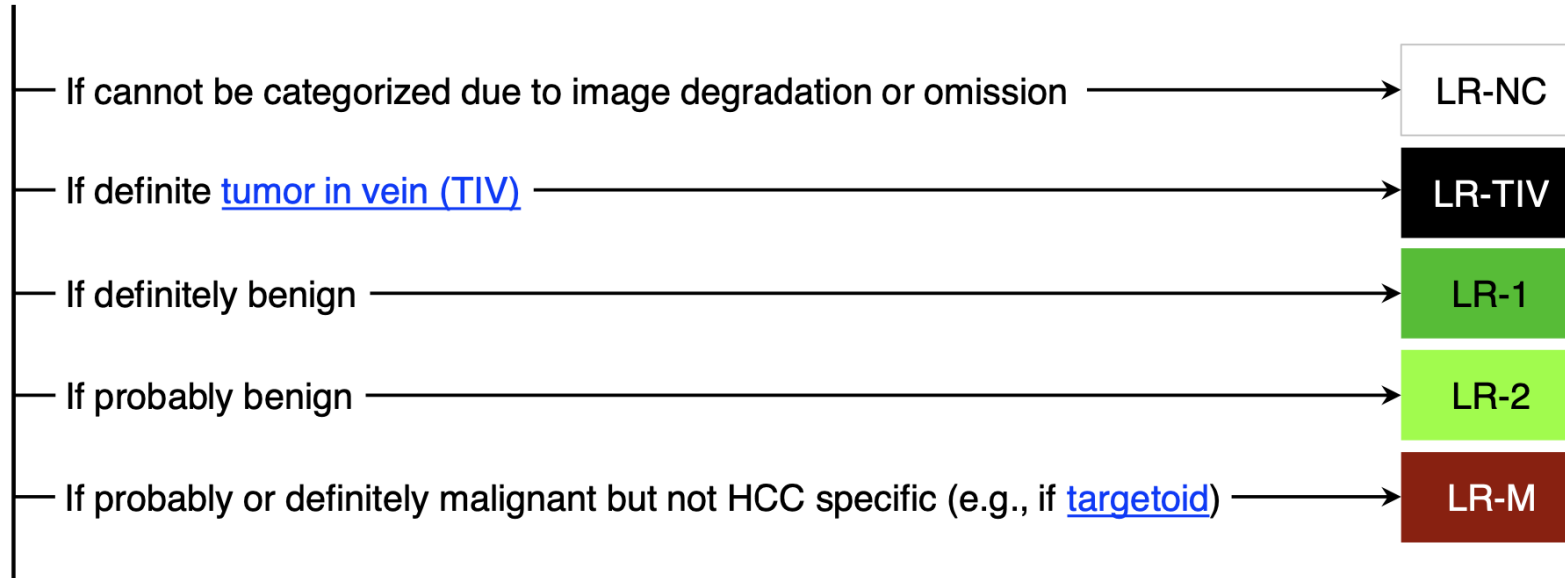 If cannot be categorized due to image degradation or omission LR-NC
If definite tumor in vein (TIV) LR-TIV
If definitely benign LR-1
If probably benign LR-2
If probably or definitely malignant but not HCC specific (e.g., if targetoid) LR-M